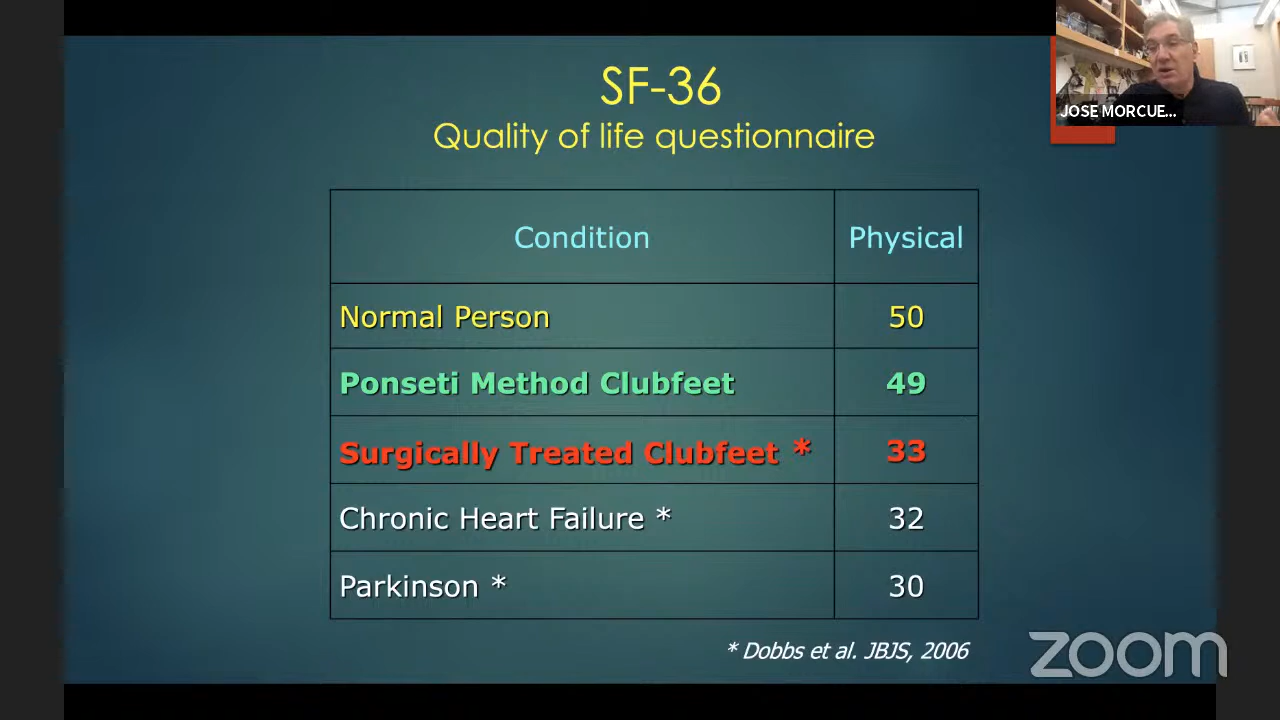 SF-36
Quality of life questionnaire
JOSE MORCUE...
Condition Physical
Normal Person 50
Ponseti Method Clubfeet 49
Surgically Treated Clubfeet * 33
Chronic Heart Failure * 32
Parkinson * 30
* Dobbs et al. JBJS, 2006
zoom